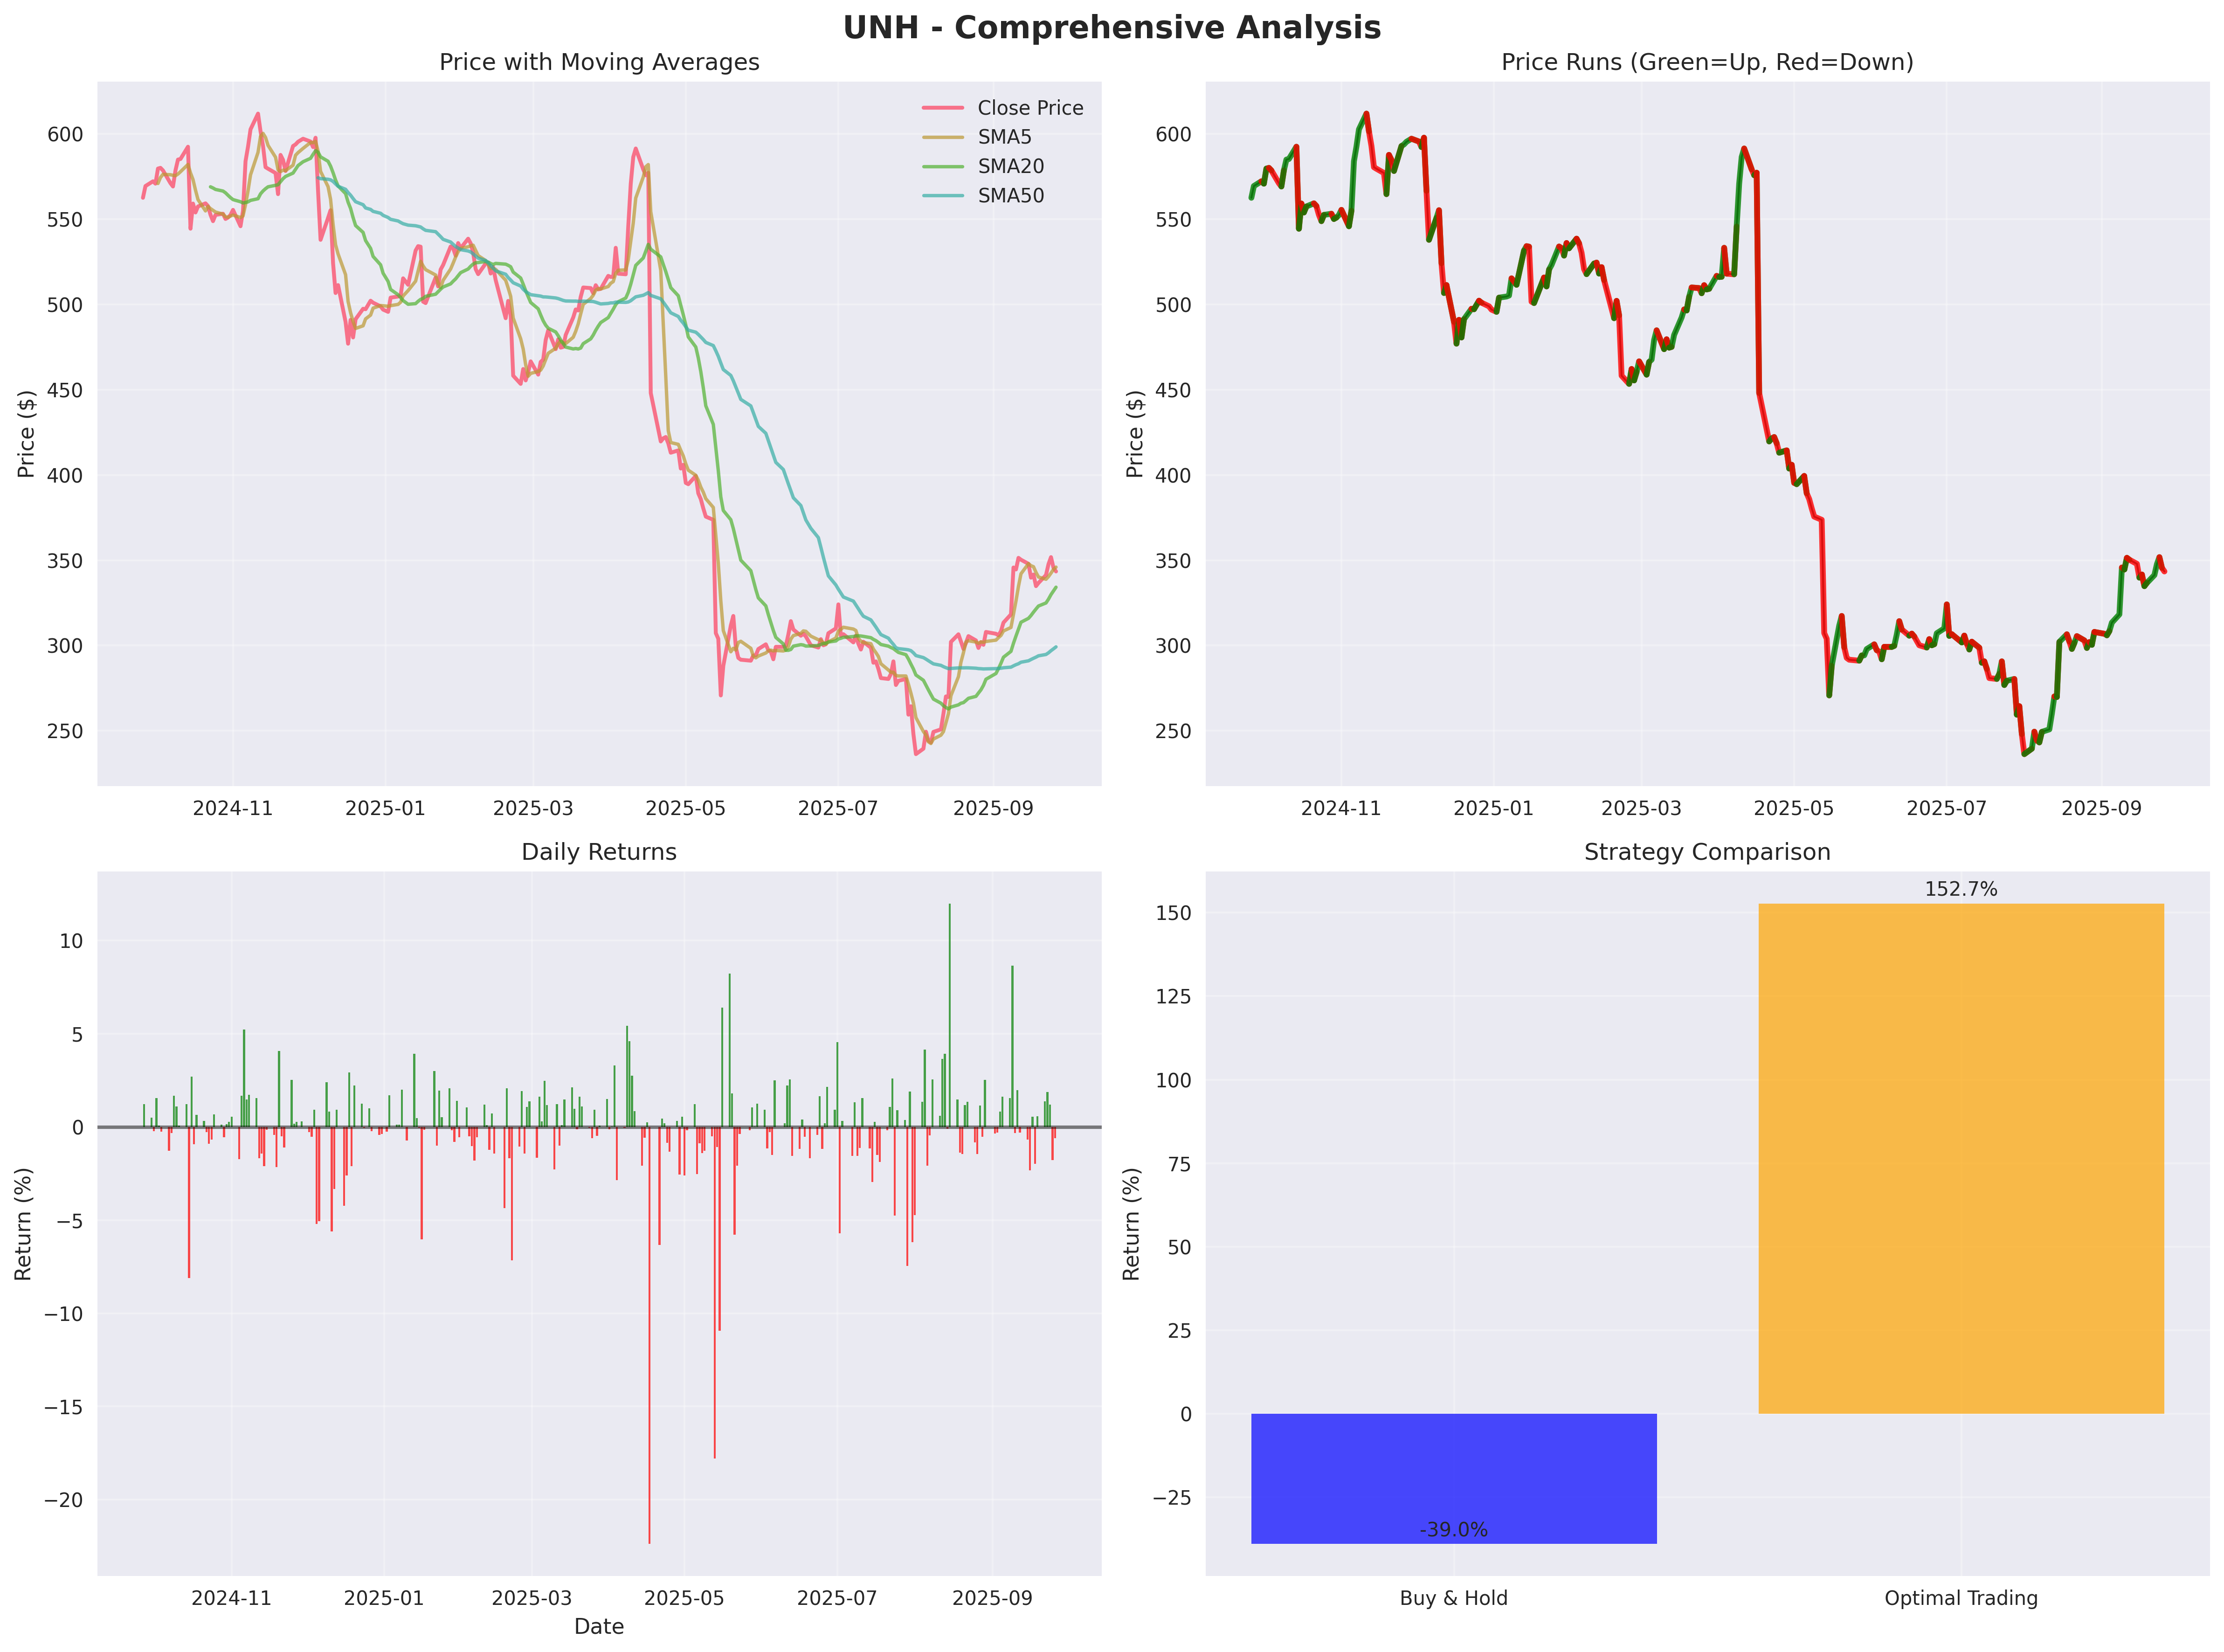 UNH - Comprehensive Analysis
Price with Moving Averages
Price ($)
600
550
500
450
400
350
300
250
Close Price
SMA5
SMA20
SMA50
2024-11 2025-01 2025-03 2025-05 2025-07 2025-09
Price Runs (Green=Up, Red=Down)
Price ($)
600
550
500
450
400
350
300
250
2024-11 2025-01 2025-03 2025-05 2025-07 2025-09
Daily Returns
Return (%)
10
5
0
−5
−10
−15
−20
2024-11 2025-01 2025-03 2025-05 2025-07 2025-09
Date
Strategy Comparison
Return (%)
150
125
100
75
50
25
0
−25
152.7%
-39.0%
Buy & Hold Optimal Trading